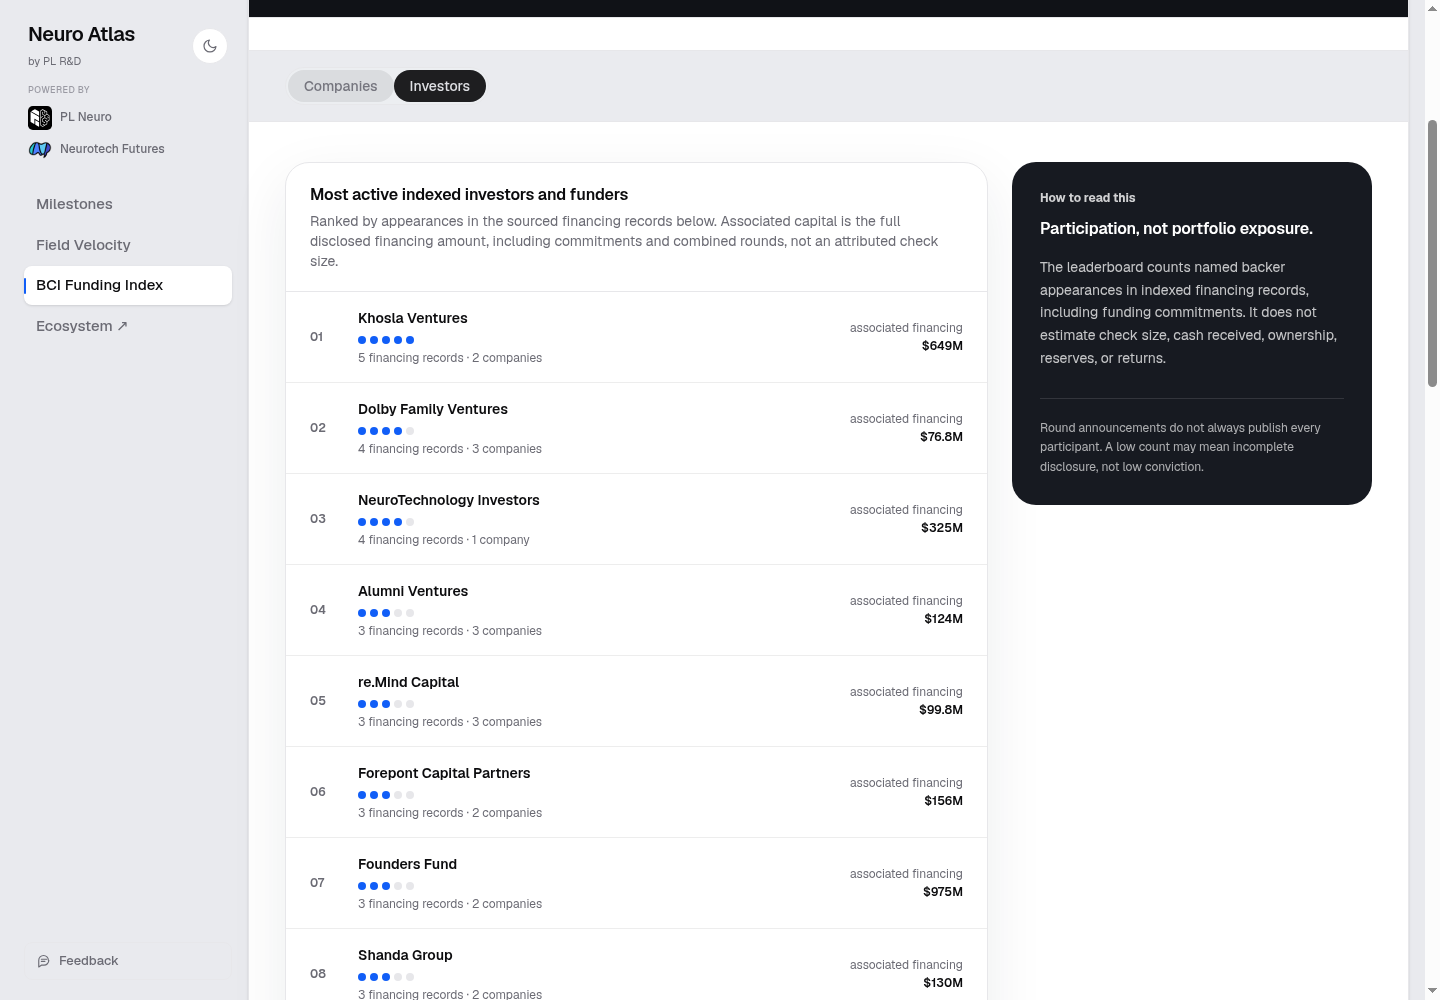 Neuro Atlas
by PL R&D
POWERED BY
PL Neuro
Neurotech Futures
Milestones
Field Velocity
BCI Funding Index
Ecosystem ↗
Feedback
Companies
Investors
Most active indexed investors and funders
Ranked by appearances in the sourced financing records below. Associated capital is the full
disclosed financing amount, including commitments and combined rounds, not an attributed check
size.
01
Khosla Ventures
5 financing records · 2 companies
associated financing
$649M
02
Dolby Family Ventures
4 financing records · 3 companies
associated financing
$76.8M
03
NeuroTechnology Investors
4 financing records · 1 company
associated financing
$325M
04
Alumni Ventures
3 financing records · 3 companies
associated financing
$124M
05
re.Mind Capital
3 financing records · 3 companies
associated financing
$99.8M
06
Forepont Capital Partners
3 financing records · 2 companies
associated financing
$156M
07
Founders Fund
3 financing records · 2 companies
associated financing
$975M
08
Shanda Group
3 financing records · 2 companies
associated financing
$130M
How to read this
Participation, not portfolio exposure.
The leaderboard counts named backer
appearances in indexed financing records,
including funding commitments. It does not
estimate check size, cash received, ownership,
reserves, or returns.
Round announcements do not always publish every
participant. A low count may mean incomplete
disclosure, not low conviction.